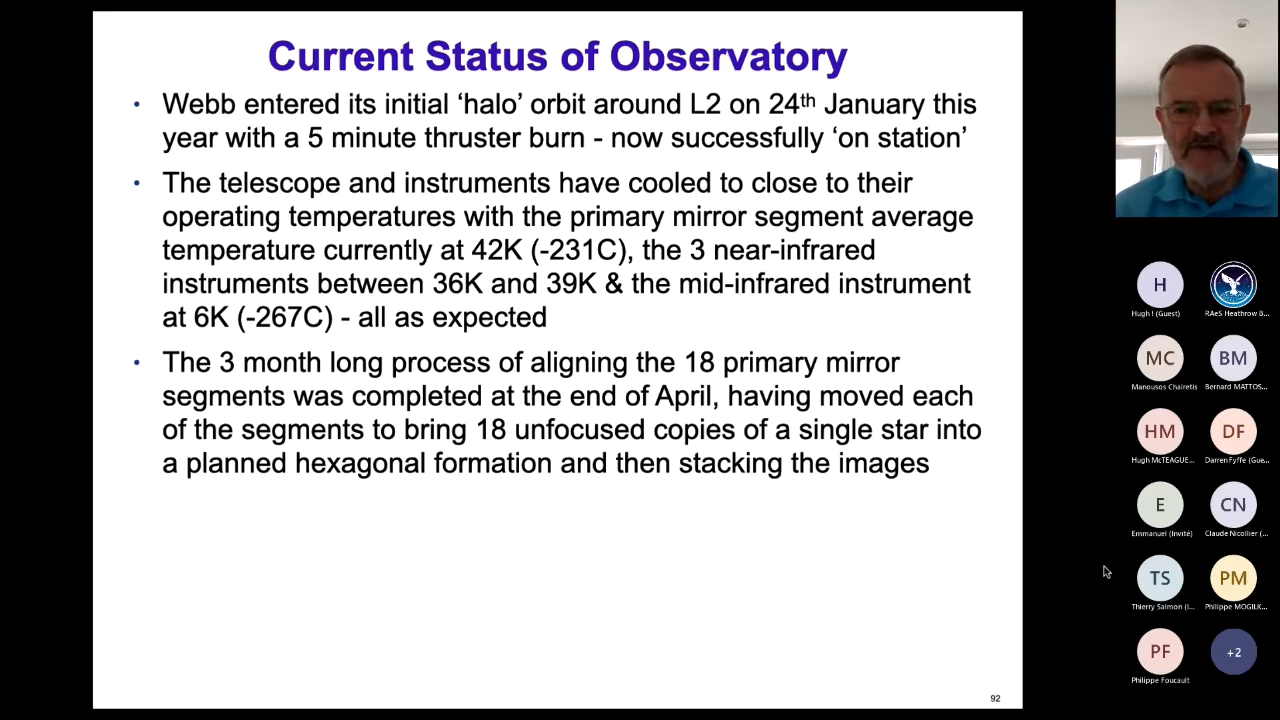 Current Status of Observatory
• Webb entered its initial ‘halo’ orbit around L2 on 24th January this
year with a 5 minute thruster burn - now successfully ‘on station’
• The telescope and instruments have cooled to close to their
operating temperatures with the primary mirror segment average
temperature currently at 42K (-231C), the 3 near-infrared
instruments between 36K and 39K & the mid-infrared instrument
at 6K (-267C) - all as expected
• The 3 month long process of aligning the 18 primary mirror
segments was completed at the end of April, having moved each
of the segments to bring 18 unfocused copies of a single star into
a planned hexagonal formation and then stacking the images
92
H
Hugh ! (Guest)
RAeS Heathrow B...
MC
Manousos Chairetis
BM
Bernard MATTOS...
HM
Hugh McTEAGUE...
DF
Darren Fyffe (Gue...
E
Emmanuel (Invité)
CN
Claude Nicollier (...
TS
Thierry Salmon (I...
PM
Philippe MOGILK...
PF
Philippe Foucault
+2